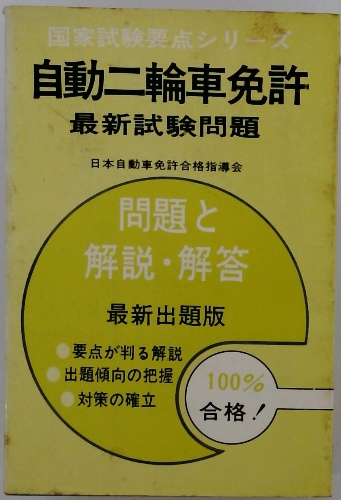 国家試験要点シリーズ
自動二輪車免許
最新試験問題
日本自動車免許合格指導会
問題と
解説・解答
最新出題版
●要点が判る解説
●出題傾向の把握
●対策の確立
100%
合格!